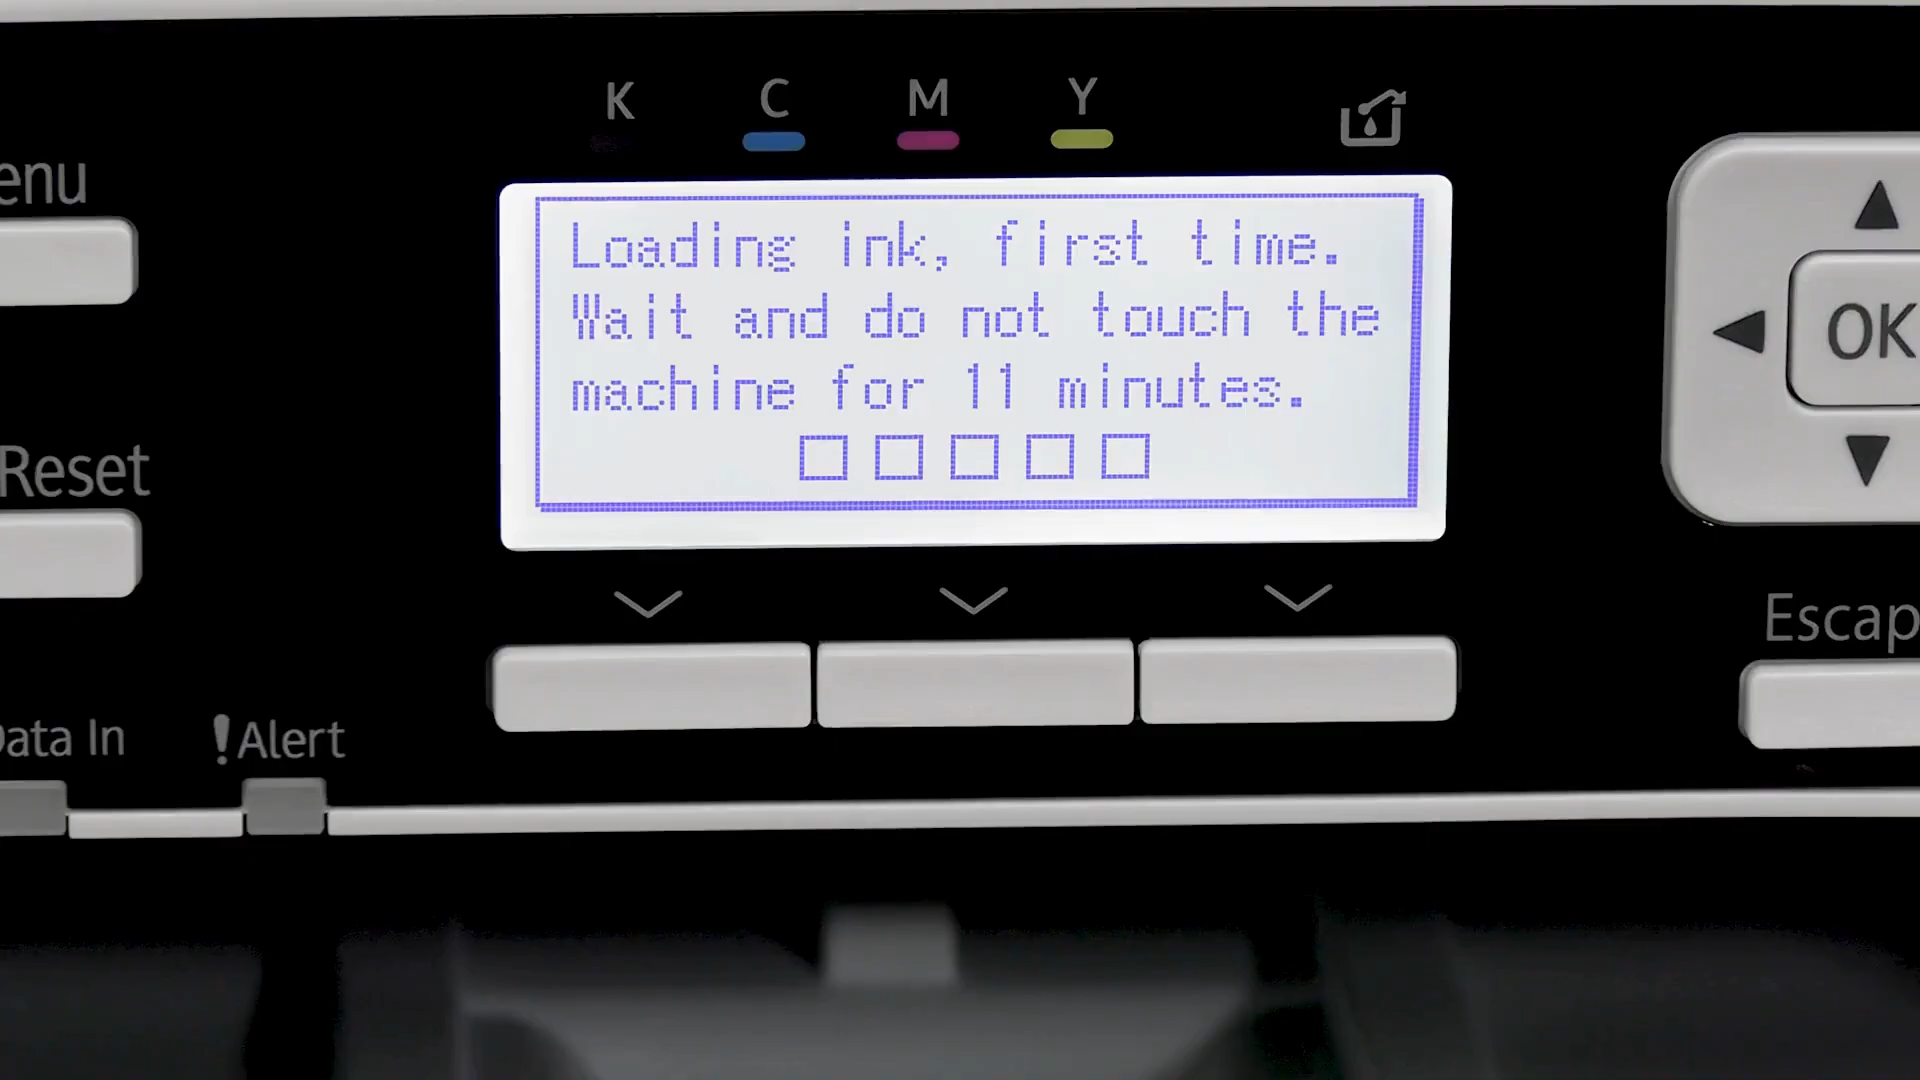 K C M Y
enu
Loading ink, first time.
Wait and do not touch the
machine for 11 minutes.
OK
Reset
Escap
Data In
!Alert